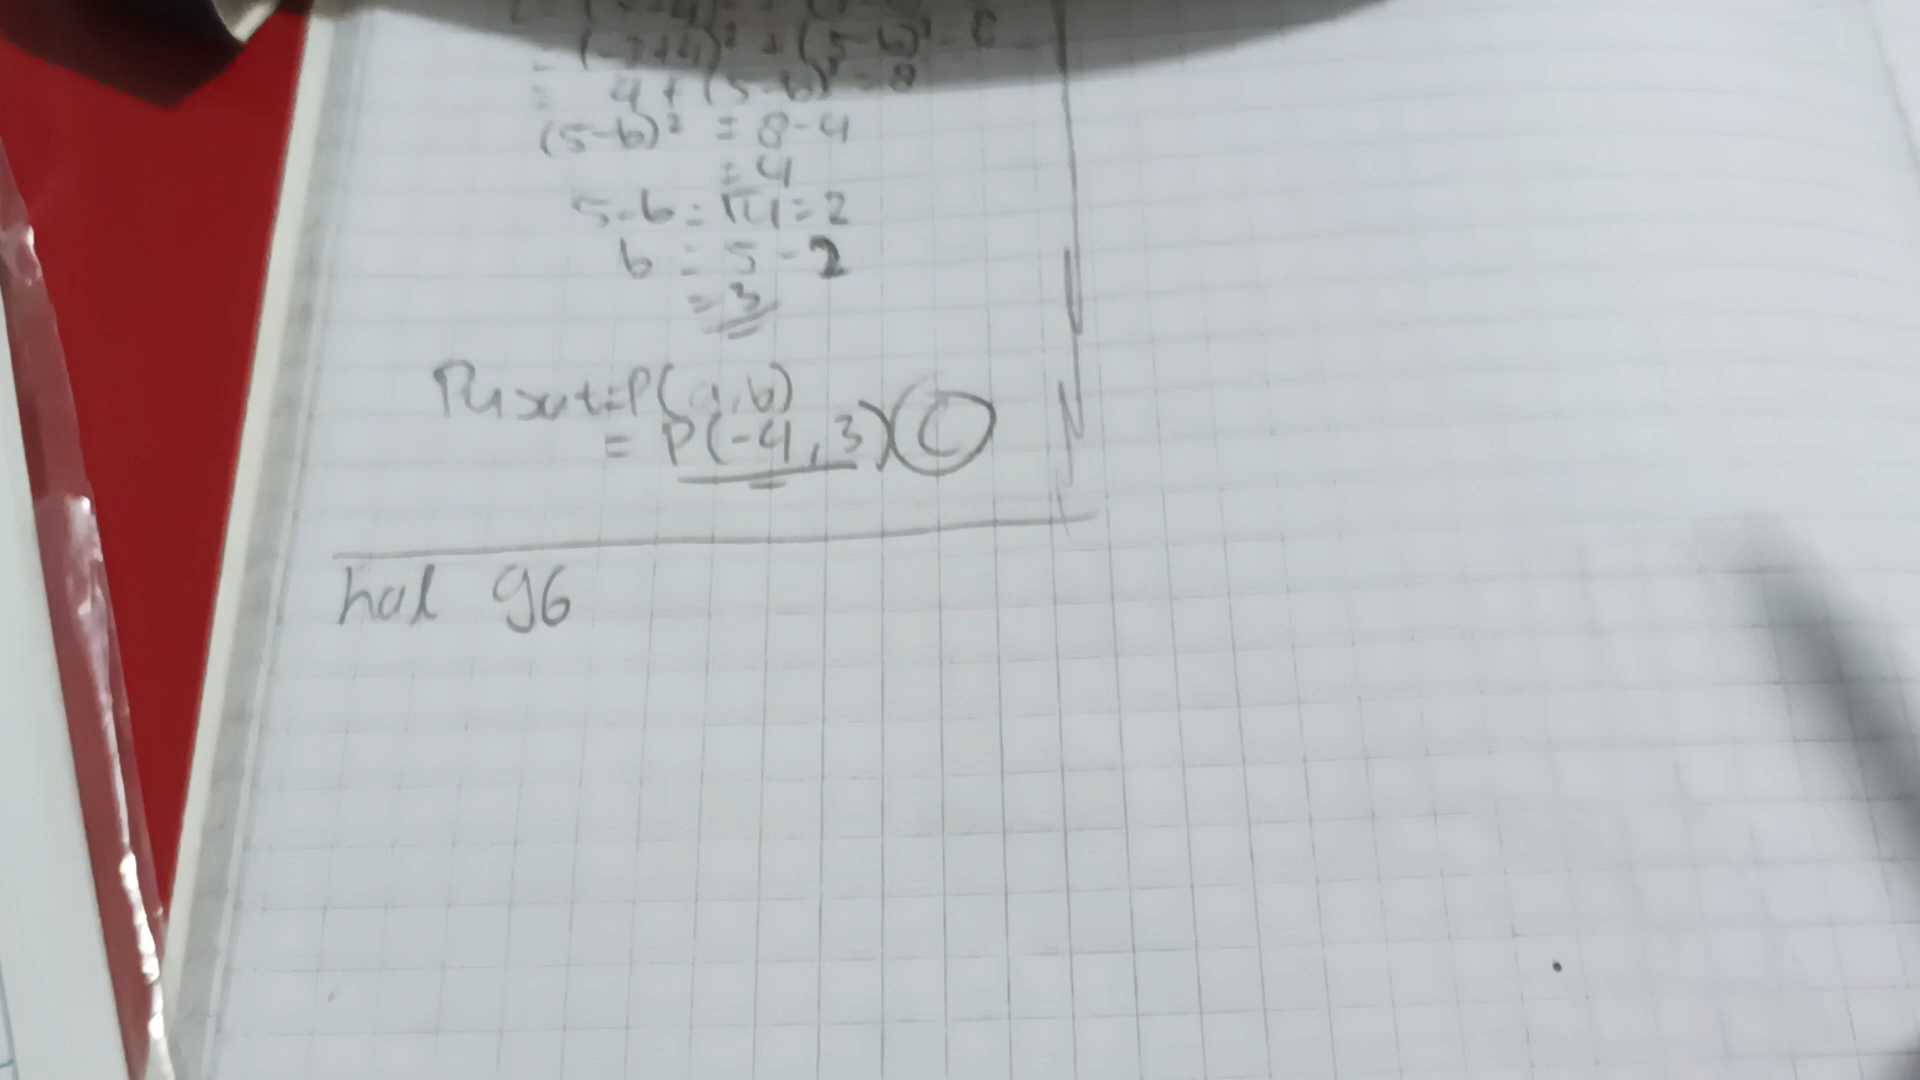 = (-2+4)² + (5-b)² = 8
= 4 + (5-b)² = 8
(5-b)² = 8-4
= 4
5-b = √4 = 2
b = 5 - 2
= 3
Pusat = P(a,b)
= P(-4,3) C
hal 96